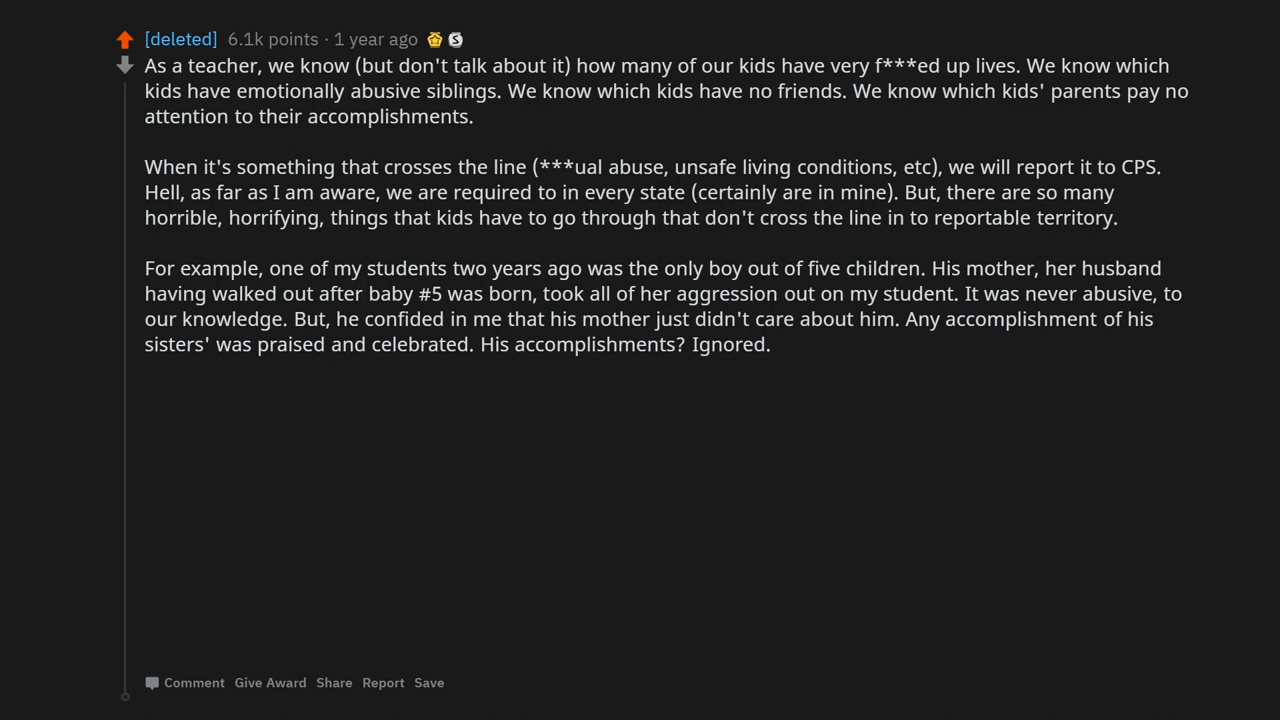 [deleted] 6.1k points · 1 year ago
As a teacher, we know (but don't talk about it) how many of our kids have very f***ed up lives. We know which
kids have emotionally abusive siblings. We know which kids have no friends. We know which kids' parents pay no
attention to their accomplishments.
When it's something that crosses the line (***ual abuse, unsafe living conditions, etc), we will report it to CPS.
Hell, as far as I am aware, we are required to in every state (certainly are in mine). But, there are so many
horrible, horrifying, things that kids have to go through that don't cross the line in to reportable territory.
For example, one of my students two years ago was the only boy out of five children. His mother, her husband
having walked out after baby #5 was born, took all of her aggression out on my student. It was never abusive, to
our knowledge. But, he confided in me that his mother just didn't care about him. Any accomplishment of his
sisters' was praised and celebrated. His accomplishments? Ignored.
Comment Give Award Share Report Save